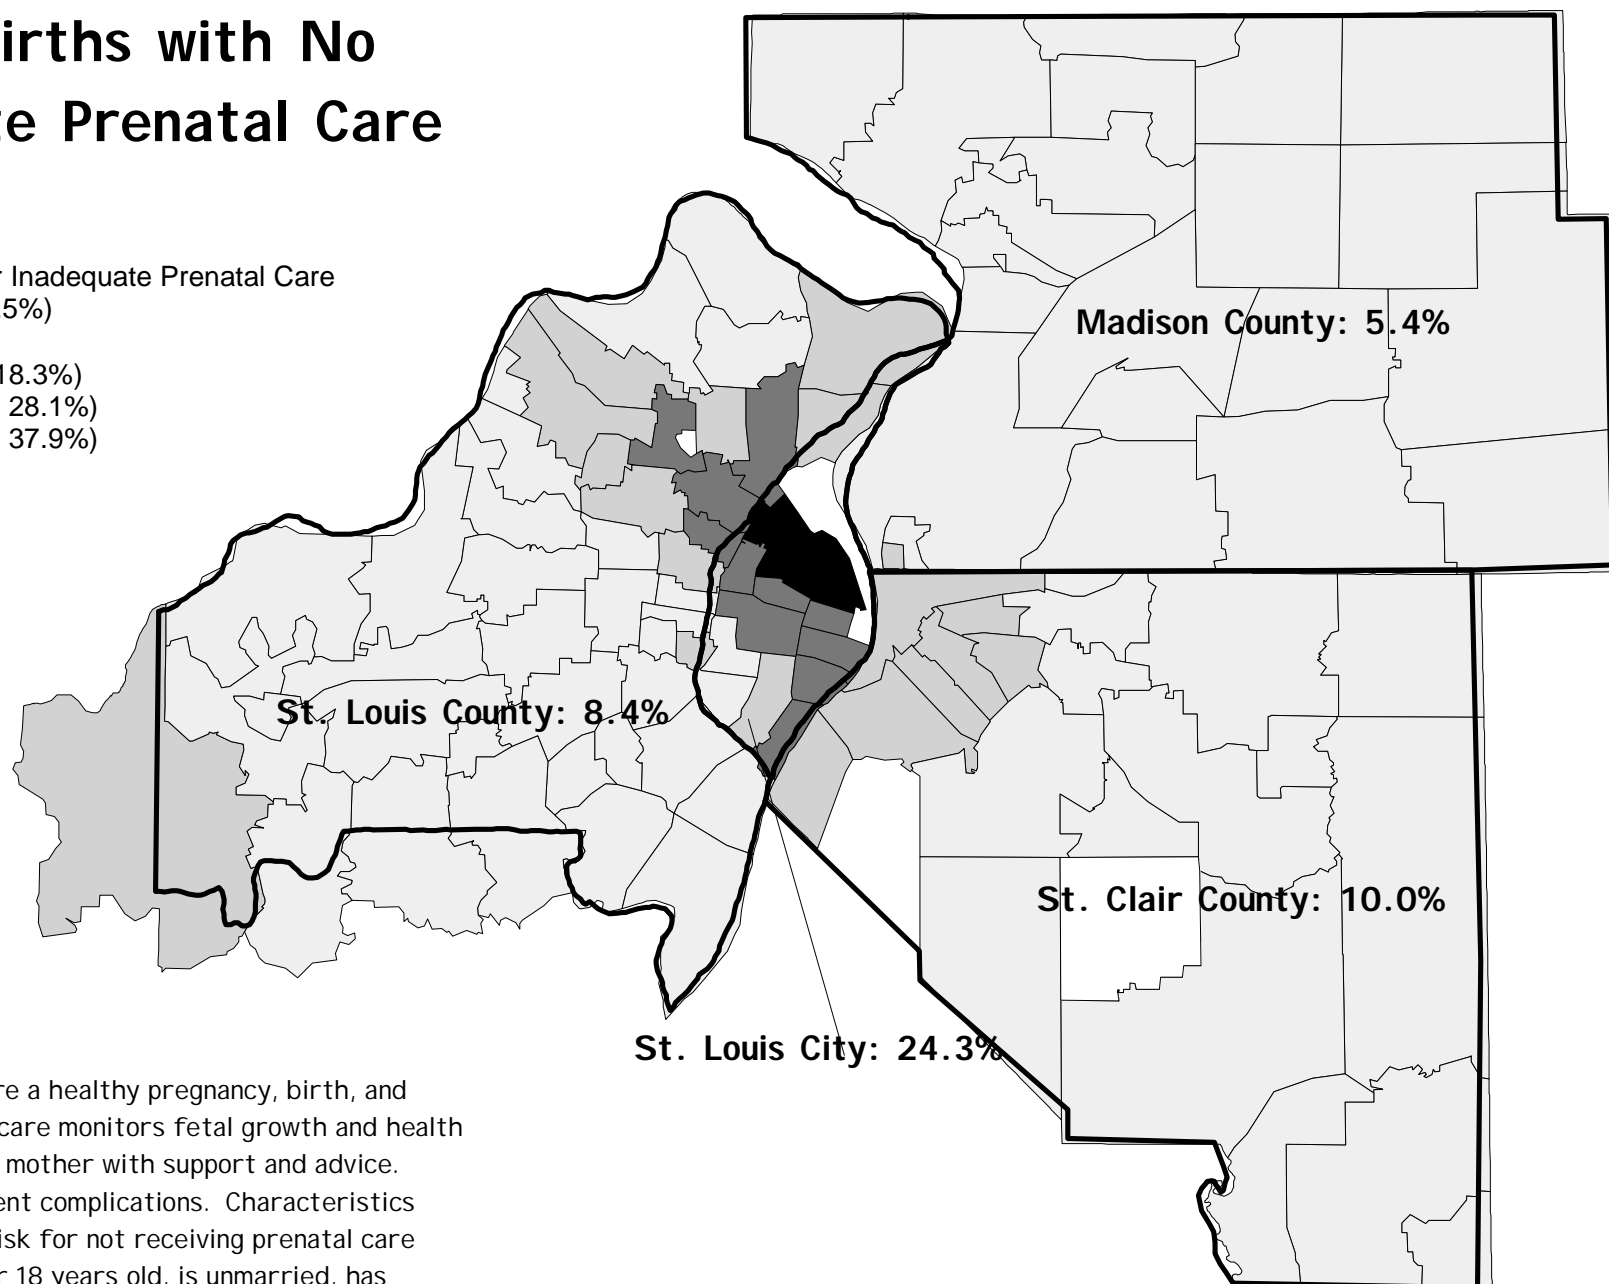 irths with No
te Prenatal Care
r Inadequate Prenatal Care
.5%)
18.3%)
28.1%)
37.9%)
Madison County: 5.4%
St. Louis County: 8.4%
St. Clair County: 10.0%
St. Louis City: 24.3%
re a healthy pregnancy, birth, and
care monitors fetal growth and health
mother with support and advice.
ent complications. Characteristics
isk for not receiving prenatal care
r 18 years old, is unmarried, has